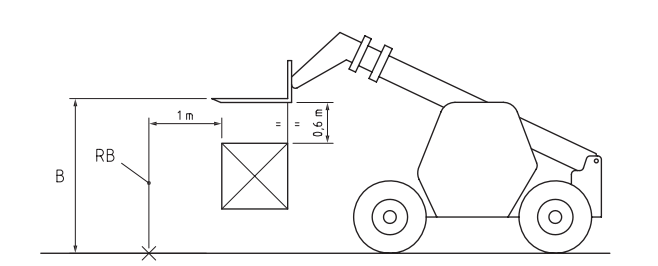 1 m
= =
0,6 m
RB
B